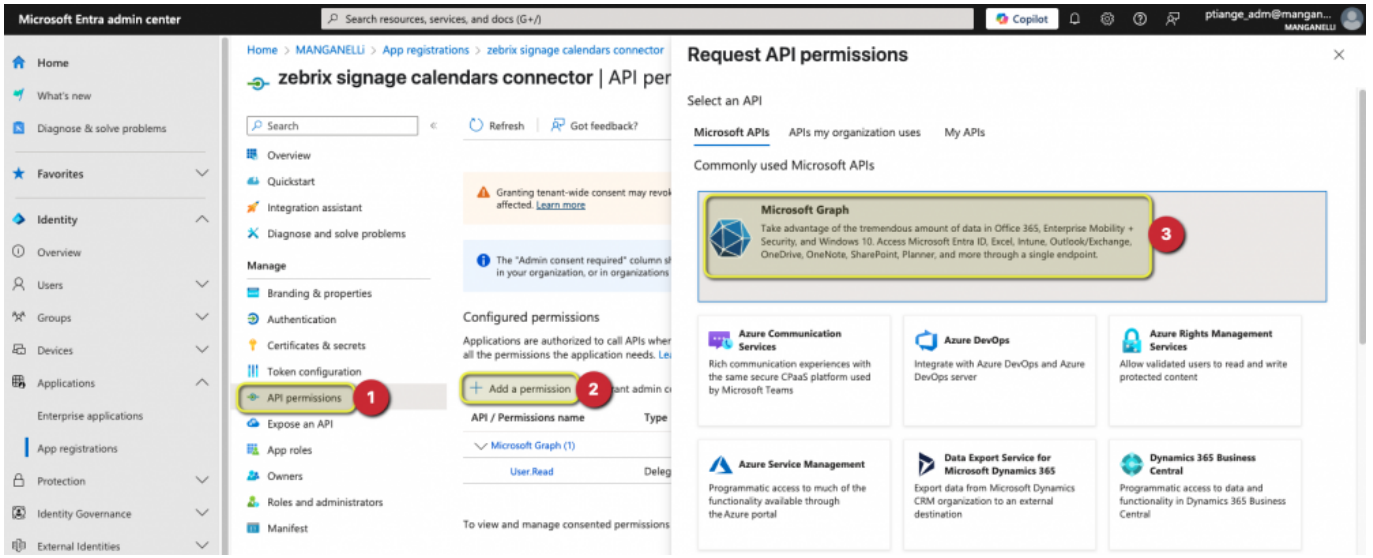 Microsoft Entra admin center
Search resources, services, and docs (G+/)
Copilot
ptiange_adm@mangan...
MANGANELLI
Home
What's new
Diagnose & solve problems
Favorites
Identity
Overview
Users
Groups
Devices
Applications
Enterprise applications
App registrations
Protection
Identity Governance
External Identities
Home > MANGANELLi > App registrations > zebrix signage calendars connector
zebrix signage calendars connector | API per
Search
Overview
Quickstart
Integration assistant
Diagnose and solve problems
Manage
Branding & properties
Authentication
Certificates & secrets
Token configuration
API permissions
1
Expose an API
App roles
Owners
Roles and administrators
Manifest
Refresh
Got feedback?
Granting tenant-wide consent may revok
affected. Learn more
The "Admin consent required" column sh
in your organization, or in organizations
Configured permissions
Applications are authorized to call APIs wher
all the permissions the application needs. Lea
Add a permission
2
rant admin co
API / Permissions name Type
Microsoft Graph (1)
User.Read Deleg
To view and manage consented permissions
Request API permissions
Select an API
Microsoft APIs APIs my organization uses My APIs
Commonly used Microsoft APIs
Microsoft Graph
Take advantage of the tremendous amount of data in Office 365, Enterprise Mobility +
Security, and Windows 10. Access Microsoft Entra ID, Excel, Intune, Outlook/Exchange,
OneDrive, OneNote, SharePoint, Planner, and more through a single endpoint.
3
Azure Communication
Services
Rich communication experiences with
the same secure CPaaS platform used
by Microsoft Teams
Azure DevOps
Integrate with Azure DevOps and Azure
DevOps server
Azure Rights Management
Services
Allow validated users to read and write
protected content
Azure Service Management
Programmatic access to much of the
functionality available through
the Azure portal
Data Export Service for
Microsoft Dynamics 365
Export data from Microsoft Dynamics
CRM organization to an external
destination
Dynamics 365 Business
Central
Programmatic access to data and
functionality in Dynamics 365 Business
Central